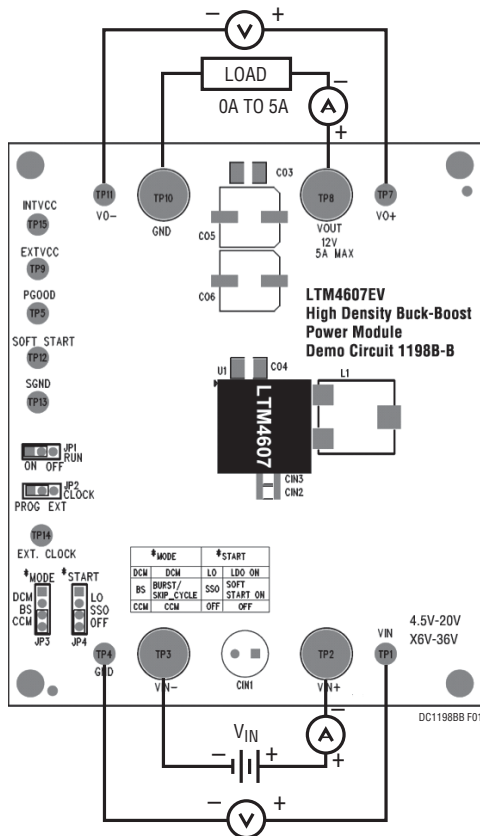 − V +
LOAD
0A TO 5A
−
A
+
TP11
VO-
TP10
GND
CO3
TP8
VOUT
12V
5A MAX
TP7
VO+
INTVCC
TP15
EXTVCC
TP9
PGOOD
TP5
SOFT START
TP12
SGND
TP13
CO5
CO6
LTM4607EV
High Density Buck-Boost
Power Module
Demo Circuit 1198B-B
U1
CO4
L1
LTM4607
CIN3
CIN2
JP1
RUN
ON OFF
JP2
CLOCK
PROG EXT
TP14
EXT. CLOCK
*MODE *START
DCM
BS
CCM
JP3
LO
SSO
OFF
JP4
*MODE *START
DCM DCM LO LDO ON
BS BURST/SKIP_CYCLE SSO SOFT START ON
CCM CCM OFF OFF
4.5V-20V
X6V-36V
TP4
GND
TP3
VIN-
CIN1
TP2
VIN+
VIN
TP1
DC1198BB F01
−
A
+
VIN
− +
− V +